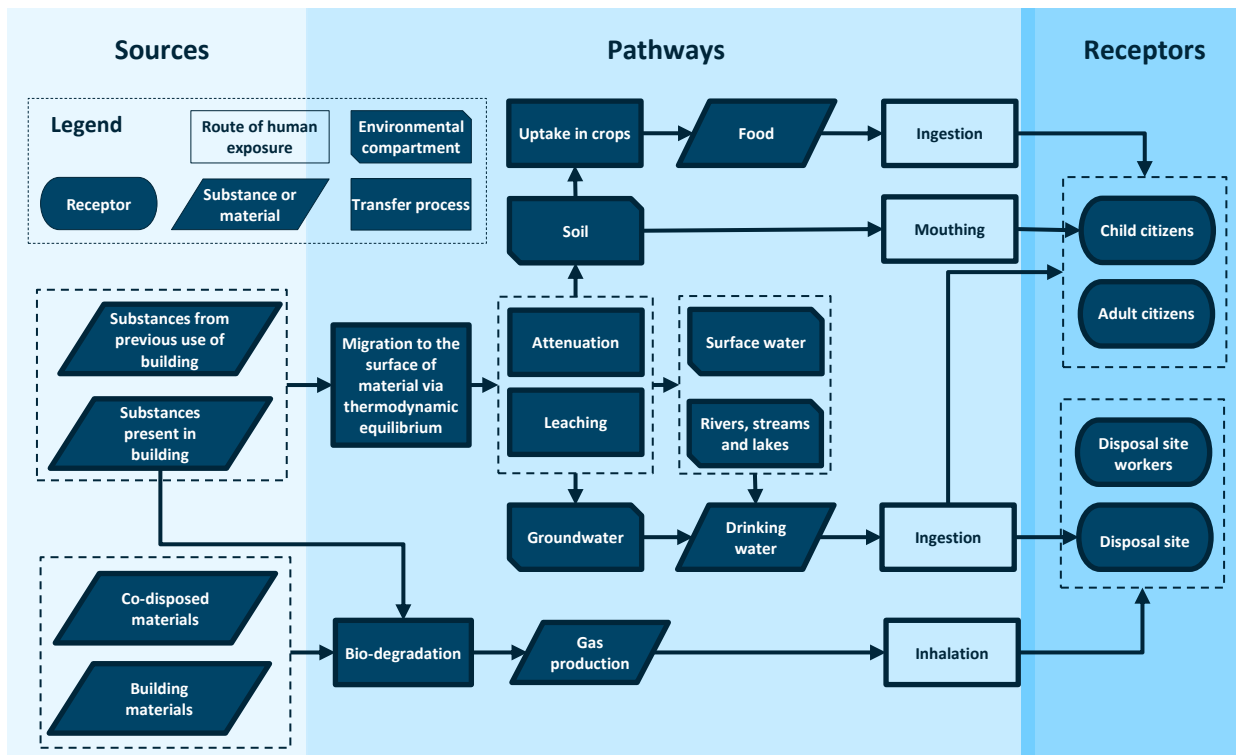 Sources
Pathways
Receptors
Legend
Route of human
exposure
Environmental
compartment
Receptor
Substance or
material
Transfer process
Uptake in crops
Food
Ingestion
Soil
Mouthing
Child citizens
Adult citizens
Substances from
previous use of
building
Substances
present in
building
Migration to the
surface of
material via
thermodynamic
equilibrium
Attenuation
Leaching
Surface water
Rivers, streams
and lakes
Disposal site
workers
Groundwater
Drinking
water
Ingestion
Disposal site
Co-disposed
materials
Building
materials
Bio-degradation
Gas
production
Inhalation